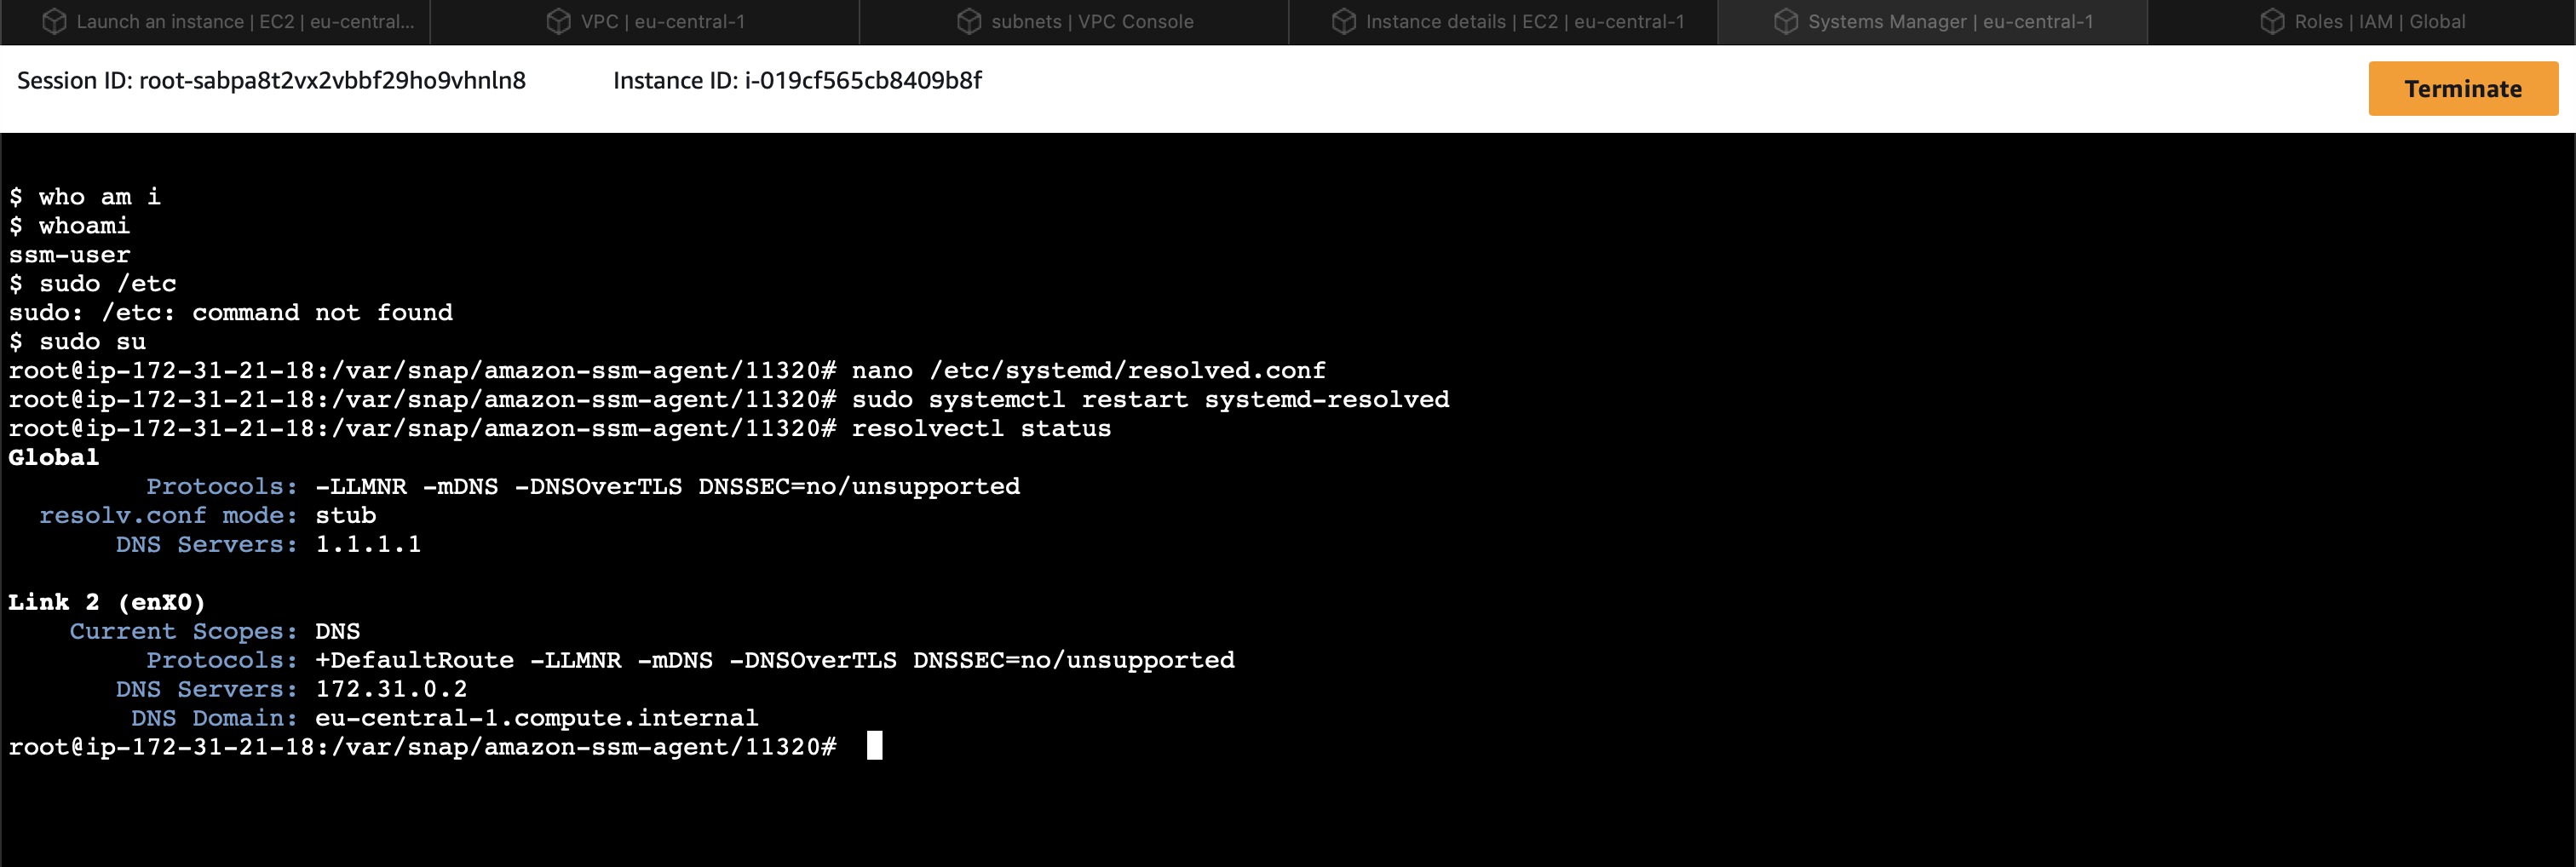 Launch an instance | EC2 | eu-central...
VPC | eu-central-1
subnets | VPC Console
Instance details | EC2 | eu-central-1
Systems Manager | eu-central-1
Roles | IAM | Global
Session ID: root-sabpa8t2vx2vbbf29ho9vhnln8
Instance ID: i-019cf565cb8409b8f
Terminate
$ who am i
$ whoami
ssm-user
$ sudo /etc
sudo: /etc: command not found
$ sudo su
root@ip-172-31-21-18:/var/snap/amazon-ssm-agent/11320# nano /etc/systemd/resolved.conf
root@ip-172-31-21-18:/var/snap/amazon-ssm-agent/11320# sudo systemctl restart systemd-resolved
root@ip-172-31-21-18:/var/snap/amazon-ssm-agent/11320# resolvectl status
Global
Protocols: -LLMNR -mDNS -DNSOverTLS DNSSEC=no/unsupported
resolv.conf mode: stub
DNS Servers: 1.1.1.1
Link 2 (enX0)
Current Scopes: DNS
Protocols: +DefaultRoute -LLMNR -mDNS -DNSOverTLS DNSSEC=no/unsupported
DNS Servers: 172.31.0.2
DNS Domain: eu-central-1.compute.internal
root@ip-172-31-21-18:/var/snap/amazon-ssm-agent/11320#